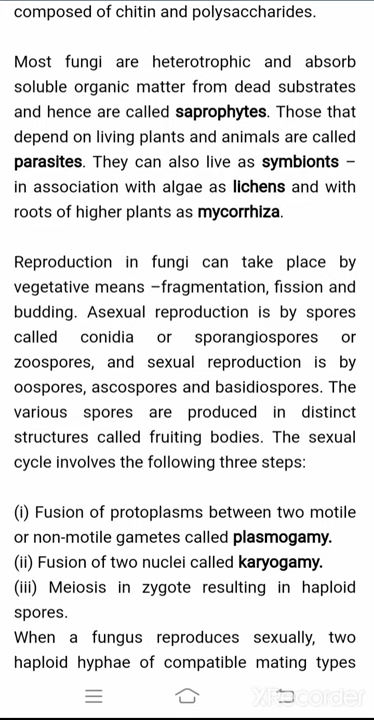 composed of chitin and polysaccharides.
Most fungi are heterotrophic and absorb
soluble organic matter from dead substrates
and hence are called saprophytes. Those that
depend on living plants and animals are called
parasites. They can also live as symbionts –
in association with algae as lichens and with
roots of higher plants as mycorrhiza.
Reproduction in fungi can take place by
vegetative means –fragmentation, fission and
budding. Asexual reproduction is by spores
called conidia or sporangiospores or
zoospores, and sexual reproduction is by
oospores, ascospores and basidiospores. The
various spores are produced in distinct
structures called fruiting bodies. The sexual
cycle involves the following three steps:
(i) Fusion of protoplasms between two motile
or non-motile gametes called plasmogamy.
(ii) Fusion of two nuclei called karyogamy.
(iii) Meiosis in zygote resulting in haploid
spores.
When a fungus reproduces sexually, two
haploid hyphae of compatible mating types
XRecorder